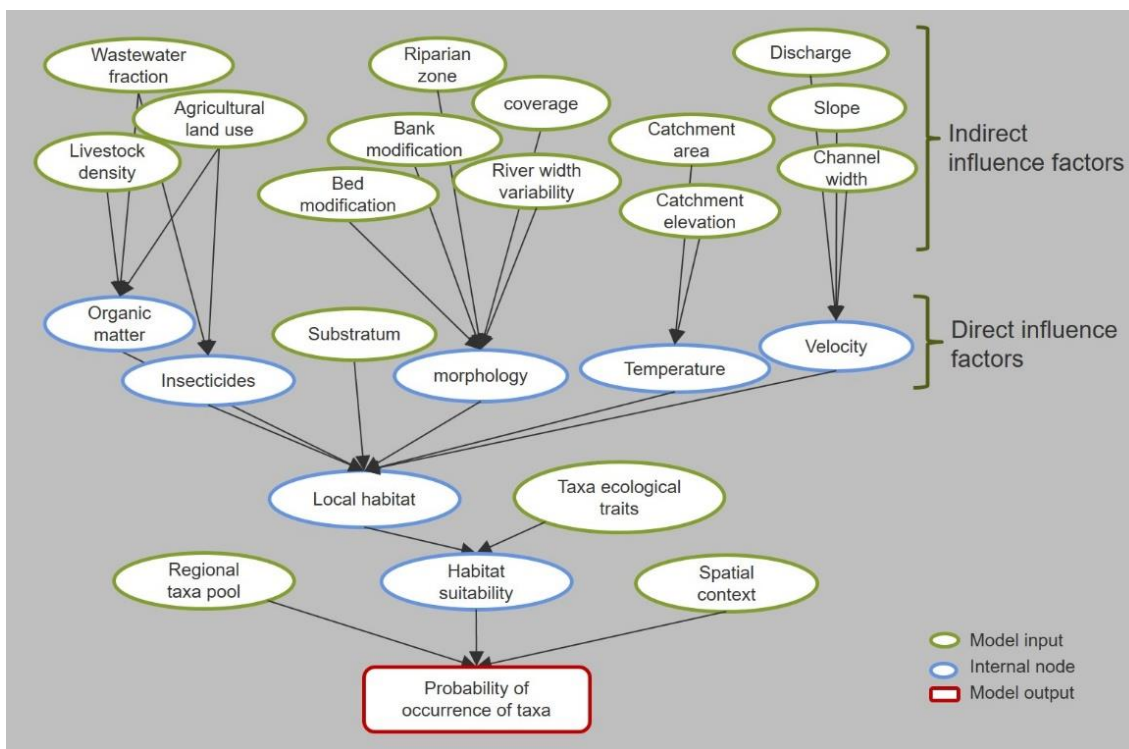 Wastewater
fraction
Agricultural
land use
Livestock
density
Riparian
zone
coverage
Bank
modification
River width
variability
Bed
modification
Catchment
area
Catchment
elevation
Discharge
Slope
Channel
width
Indirect
influence factors
Organic
matter
Insecticides
Substratum
morphology
Temperature
Velocity
Direct influence
factors
Local habitat
Taxa ecological
traits
Regional
taxa pool
Habitat
suitability
Spatial
context
Probability of
occurrence of taxa
Model input
Internal node
Model output